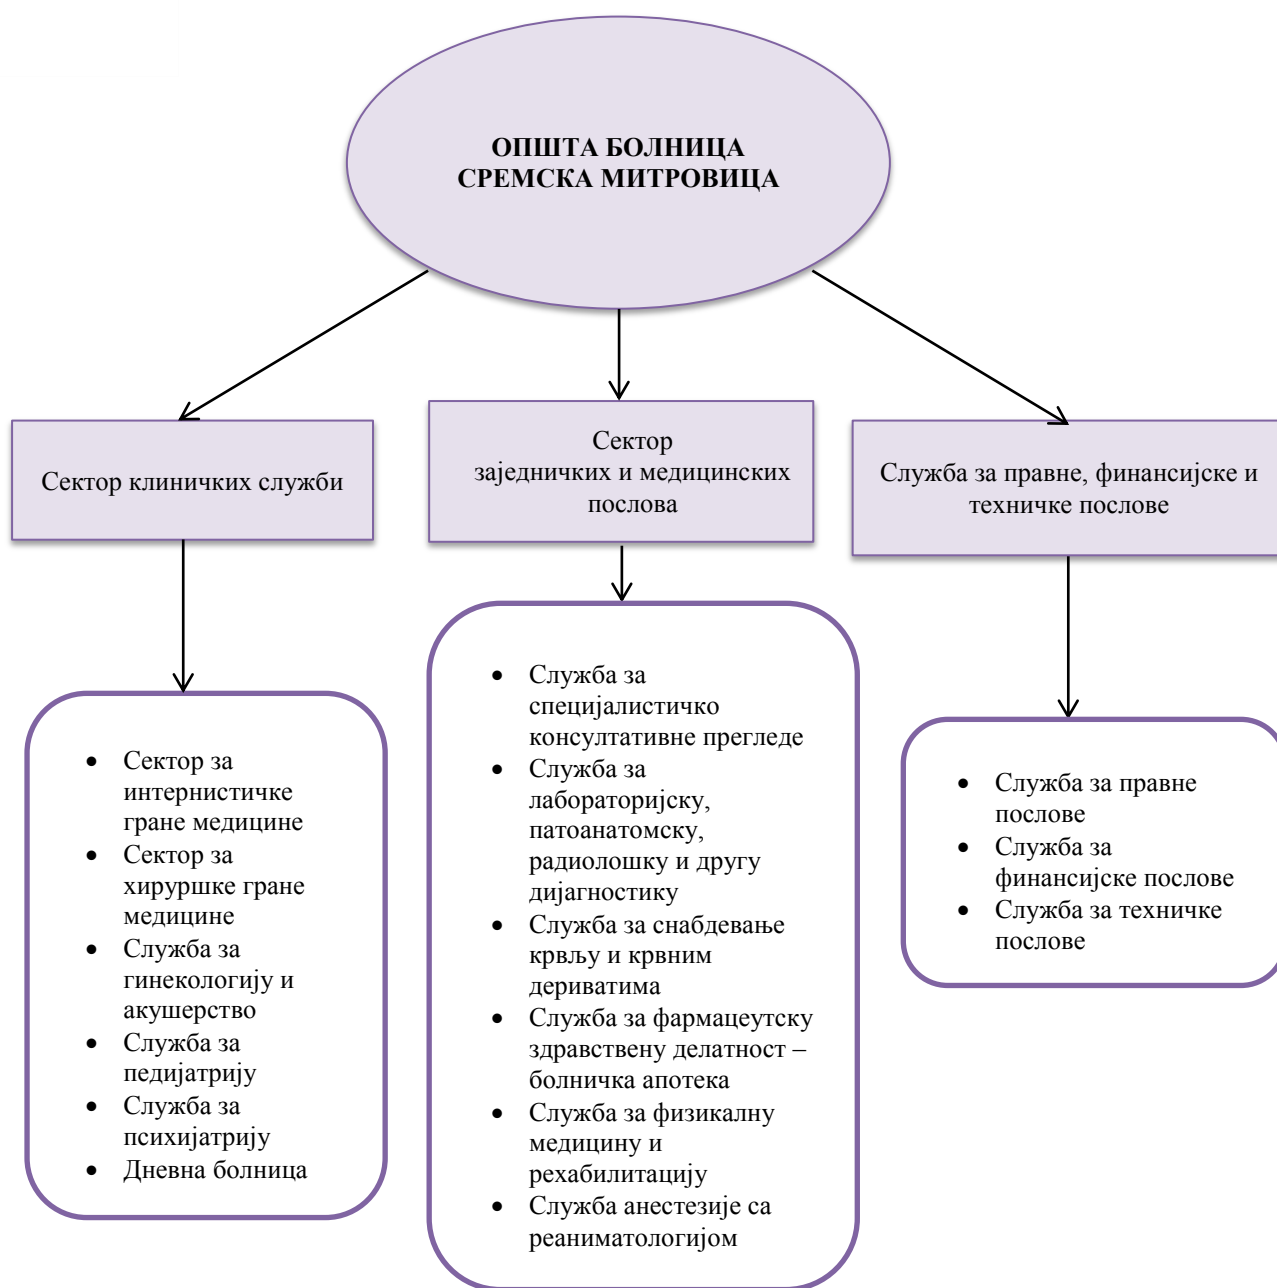 ОПШТА БОЛНИЦА
СРЕМСКА МИТРОВИЦА
Сектор клиничких служби
Сектор
заједничких и медицинских
послова
Служба за правне, финансијске и
техничке послове
• Сектор за
интернистичке
гране медицине
• Сектор за
хируршке гране
медицине
• Служба за
гинекологију и
акушерство
• Служба за
педијатрију
• Служба за
психијатрију
• Дневна болница
• Служба за
специјалистичко
консултативне прегледе
• Служба за
лабораторијску,
патоанатомску,
радиолошку и другу
дијагностику
• Служба за снабдевање
крвљу и крвним
дериватима
• Служба за фармацеутску
здравствену делатност –
болничка апотека
• Служба за физикалну
медицину и
рехабилитацију
• Служба анестезије са
реаниматологијом
• Служба за правне
послове
• Служба за
финансијске послове
• Служба за техничке
послове